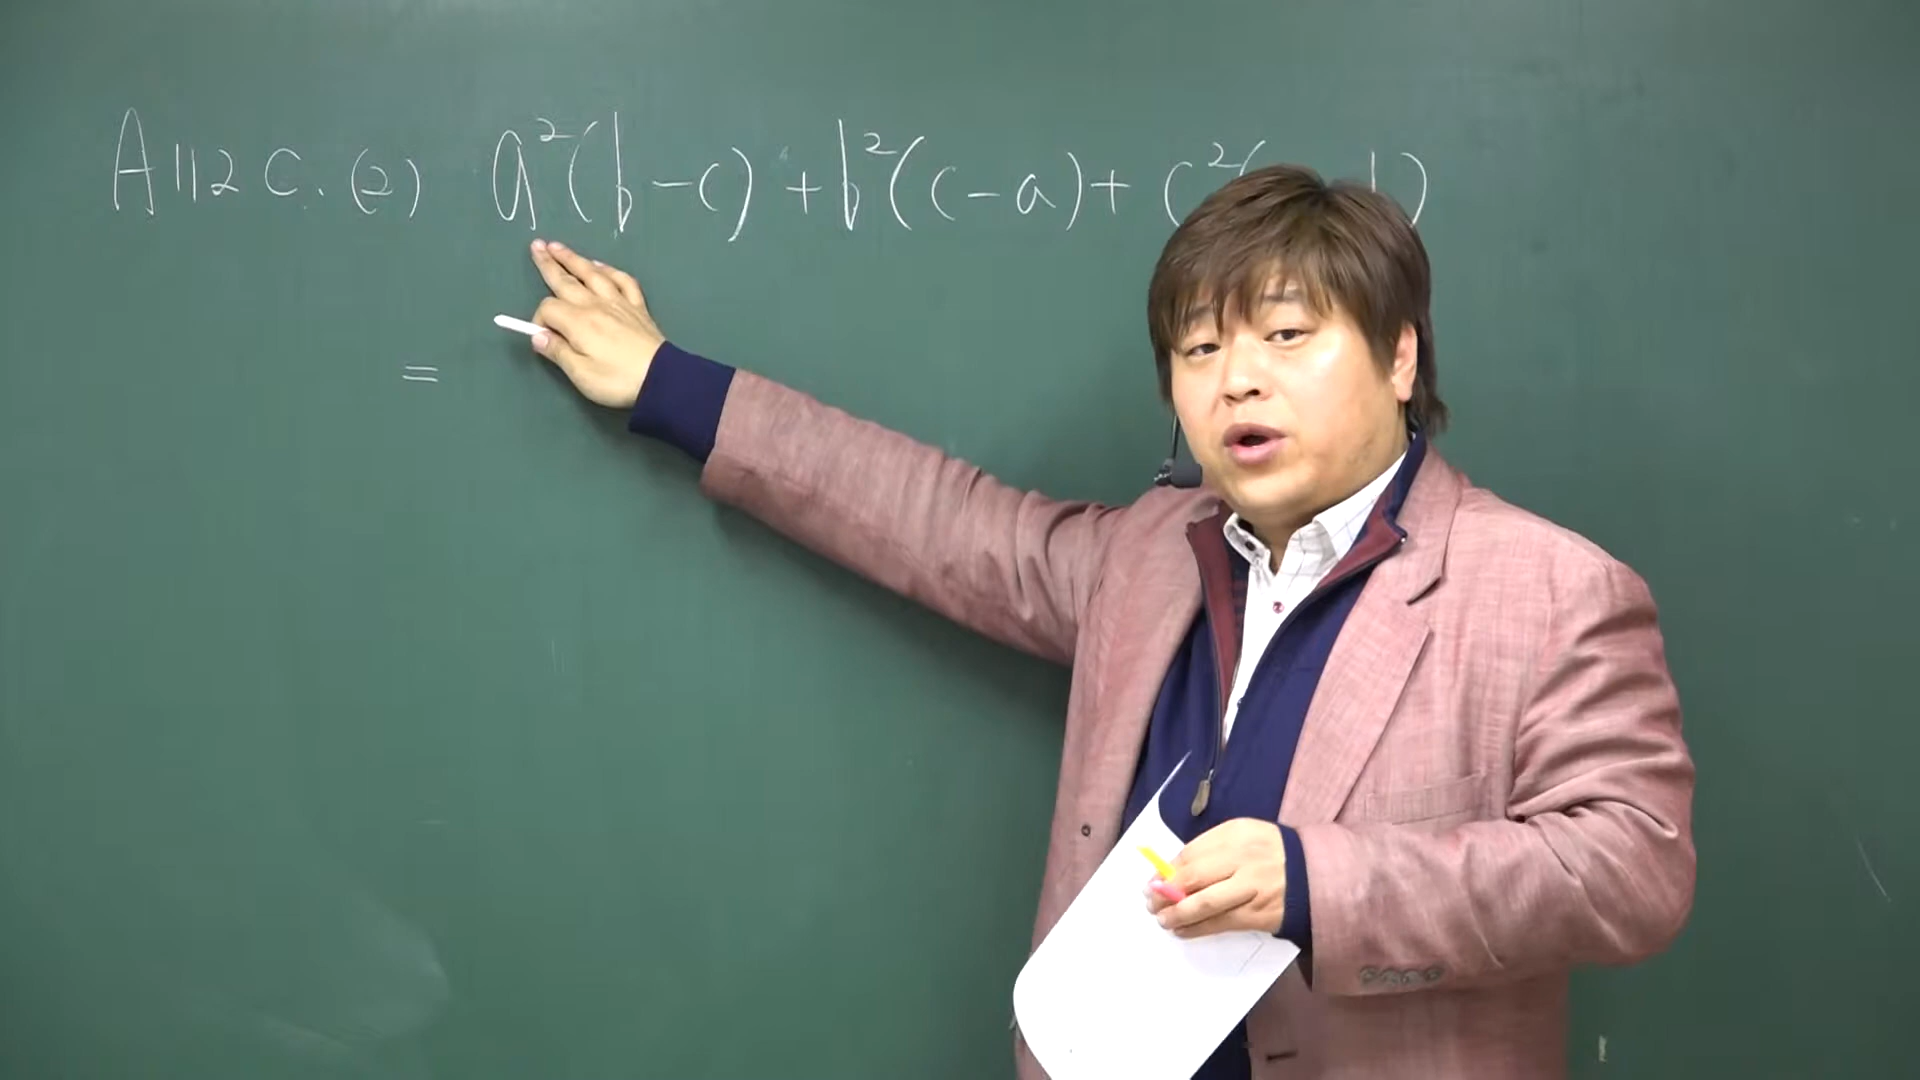 A112 C. (2) a²(b-c) + b²(c-a) + c²( )
=